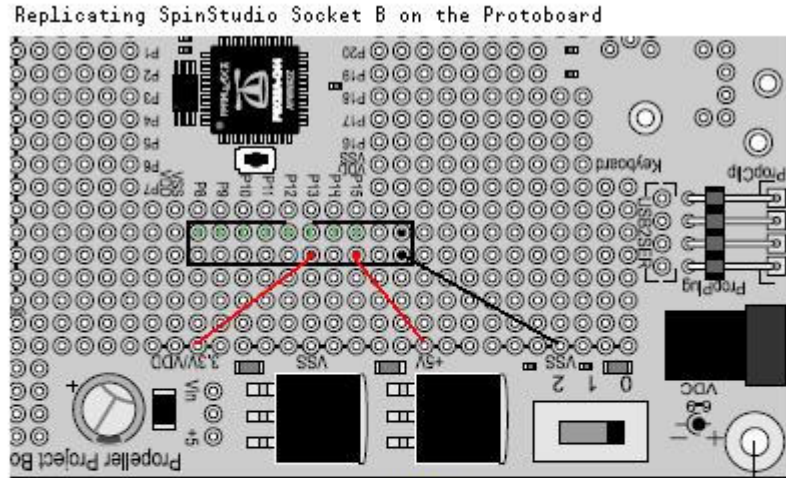 Replicating SpinStudio Socket B on the Protoboard
P1
P2
P3
P4
P5
P6
P7
VSS
VDD
P20
P19
P18
P17
P16
VDD
VSS
P8
P9
P10
P11
P12
P13
P14
P15
Keyboard
PropClip
USB2SER
PropPlug
3.3V/VDD
VSS
+5V
VSS
2 1 0
VDC
6-9
+
Vin
+5
Propeller Project Bo